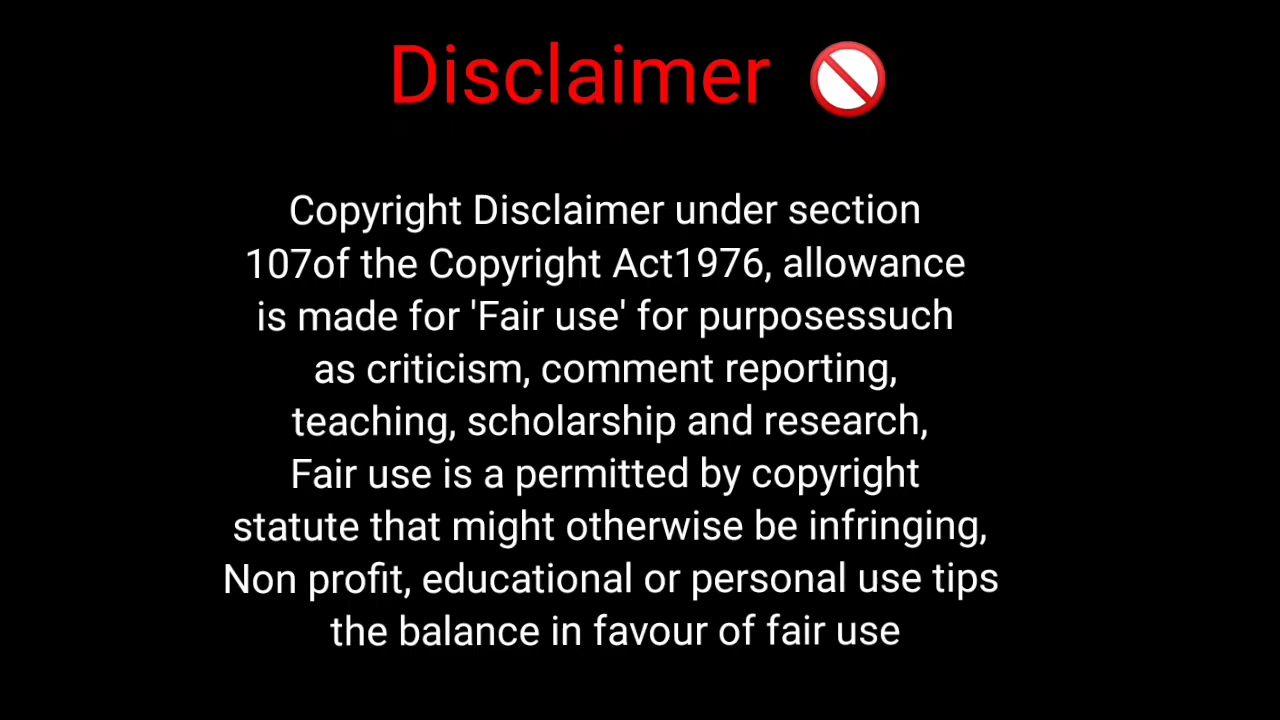 Disclaimer 🚫
Copyright Disclaimer under section
107of the Copyright Act1976, allowance
is made for 'Fair use' for purposessuch
as criticism, comment reporting,
teaching, scholarship and research,
Fair use is a permitted by copyright
statute that might otherwise be infringing,
Non profit, educational or personal use tips
the balance in favour of fair use